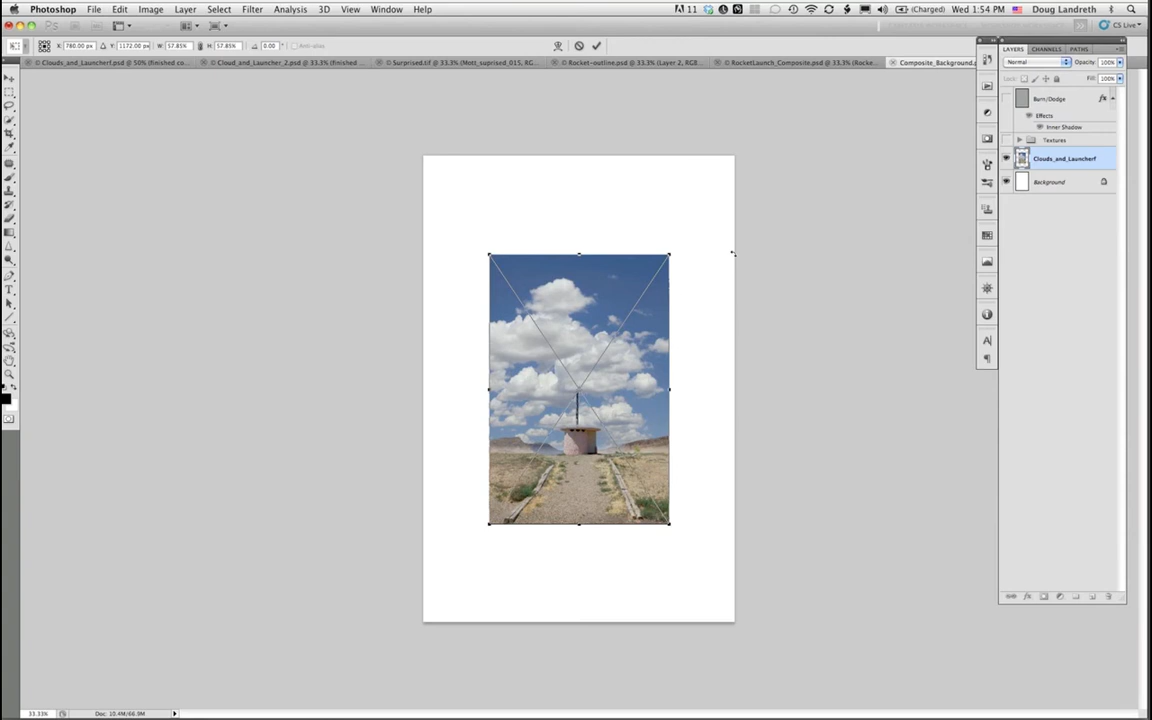 Photoshop File Edit Image Layer Select Filter Analysis 3D View Window Help 11 (Charged) Wed 1:54 PM Doug Landreth
CS Live
X: 780.00 px Y: 1172.00 px W: 57.85% H: 57.85% 0.00 ° Anti-alias
Clouds_and_Launcherf.psd @ 50% (finished co... Cloud_and_Launcher_2.psd @ 33.3% (finished ... Surprised.tif @ 33.3% (Mott_suprised_015, RG... Rocket-outline.psd @ 33.3% (Layer 2, RGB... RocketLaunch_Composite.psd @ 33.3% (Rocke... Composite_Background.p
LAYERS CHANNELS PATHS
Normal Opacity: 100%
Lock: Fill: 100%
Barn/Dodge fx
Effects
Inner Shadow
Textures
Clouds_and_Launcherf
Background
33.33% Doc: 10.4M/66.9M